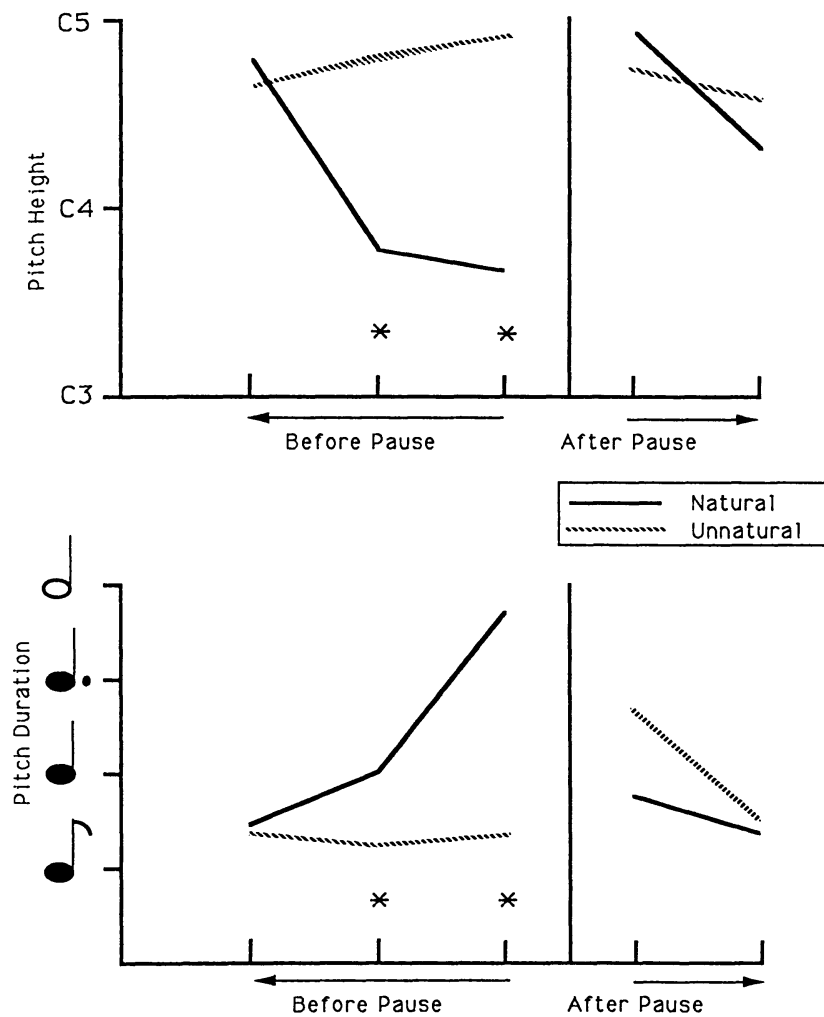 C5
Pitch Height
C4
C3
* *
Before Pause After Pause
Natural
Unnatural
Pitch Duration
* *
Before Pause After Pause